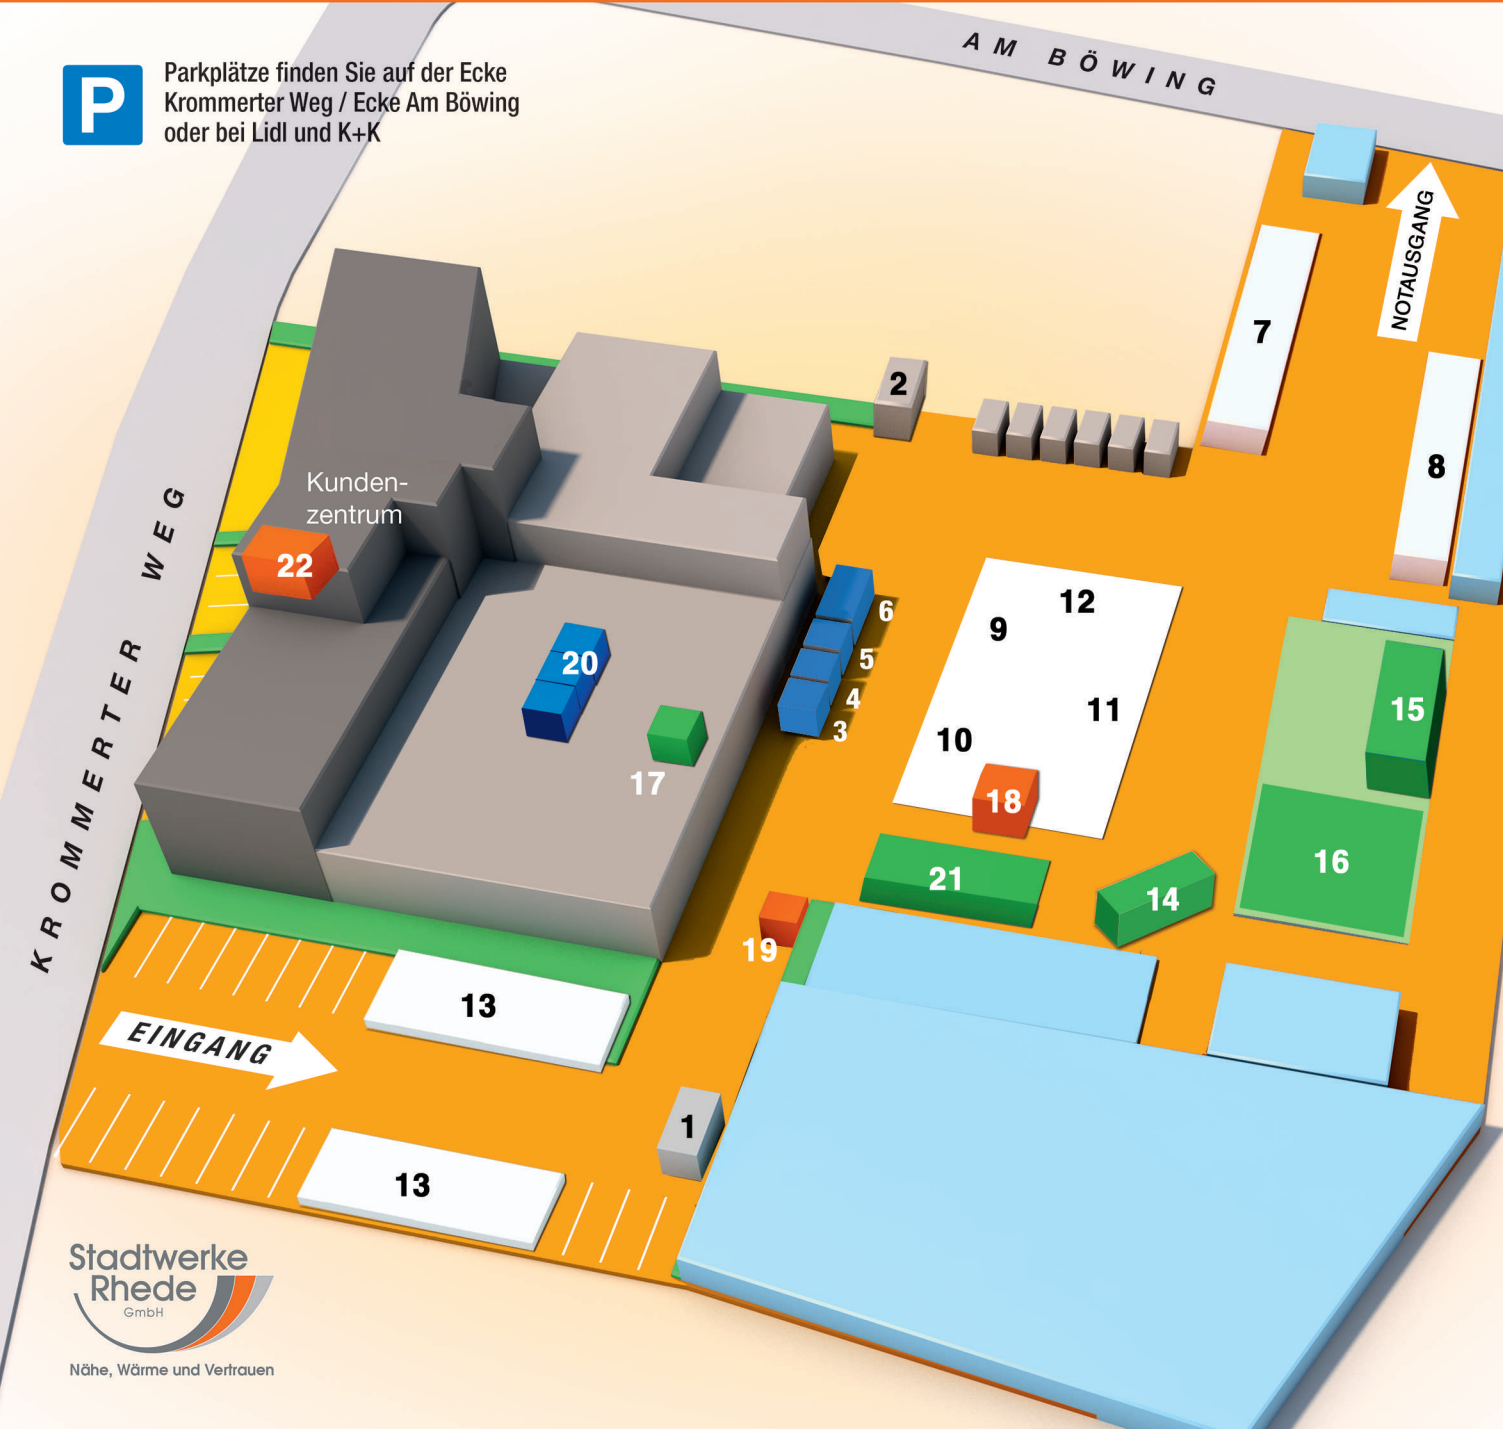 AM BÖWING
P
Parkplätze finden Sie auf der Ecke
Krommerter Weg / Ecke Am Böwing
oder bei Lidl und K+K
NOTAUSGANG
7
2
8
Kunden-
zentrum
22
KROMMERTER WEG
6
5
4
3
20
17
12
9
11
10
18
15
16
21
14
19
13
EINGANG
1
13
Stadtwerke
Rhede
GmbH
Nähe, Wärme und Vertrauen